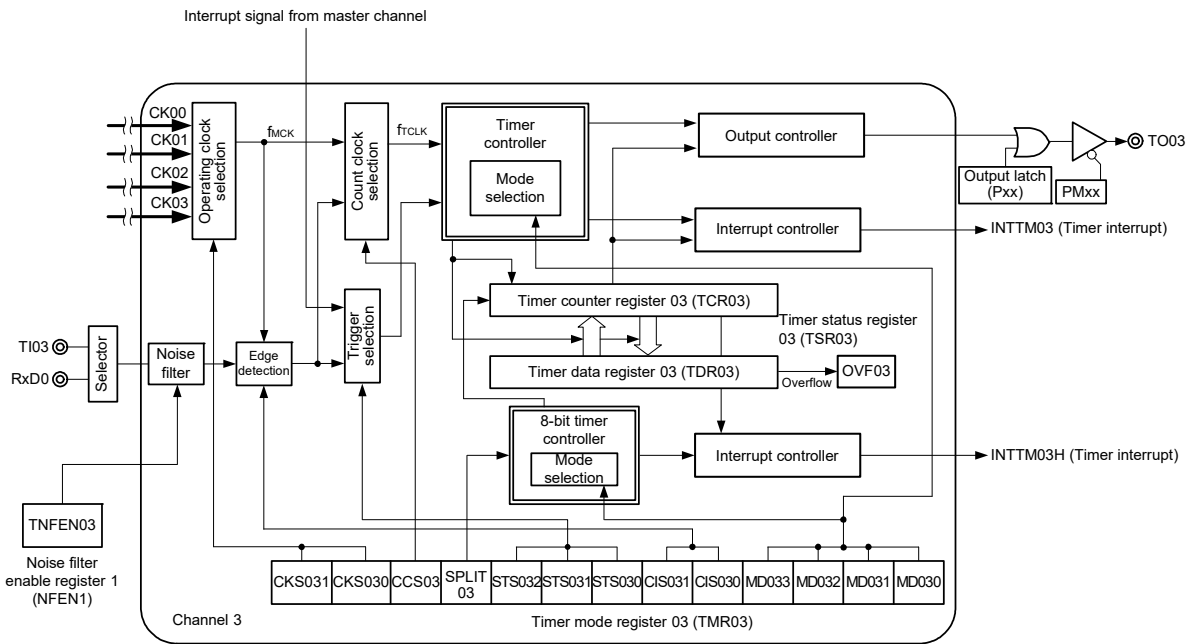 Interrupt signal from master channel
CK00
CK01
CK02
CK03
Operating clock
selection
fMCK
Count clock
selection
fTCLK
Timer
controller
Mode
selection
Output controller
TO03
Output latch
(Pxx)
PMxx
Interrupt controller
INTTM03 (Timer interrupt)
Timer counter register 03 (TCR03)
Trigger
selection
Timer status register
03 (TSR03)
TI03
RxD0
Selector
Noise
filter
Edge
detection
Timer data register 03 (TDR03)
Overflow
OVF03
8-bit timer
controller
Mode
selection
Interrupt controller
INTTM03H (Timer interrupt)
TNFEN03
Noise filter
enable register 1
(NFEN1)
CKS031
CKS030
CCS03
SPLIT
03
STS032
STS031
STS030
CIS031
CIS030
MD033
MD032
MD031
MD030
Channel 3
Timer mode register 03 (TMR03)